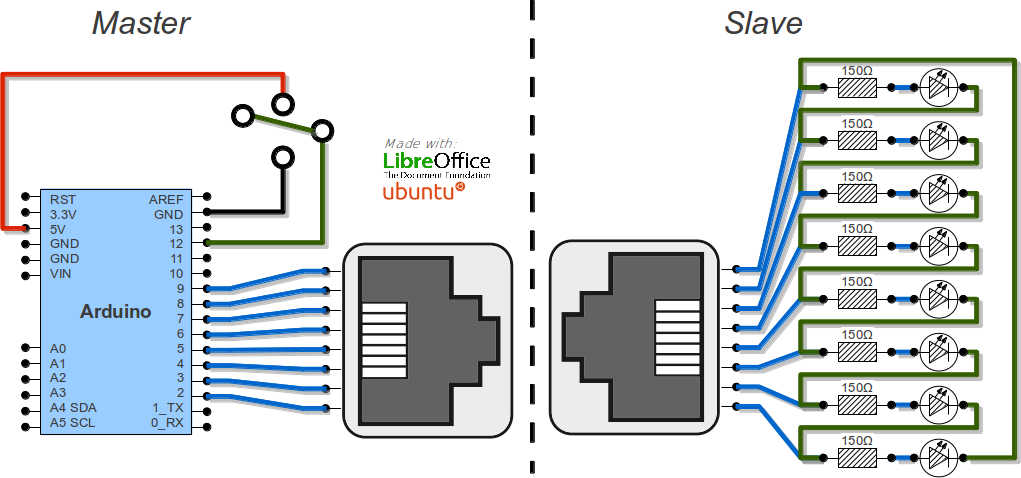 Master
Slave
Made with:
LibreOffice
The Document Foundation
ubuntu
RST
3.3V
5V
GND
GND
VIN
A0
A1
A2
A3
A4 SDA
A5 SCL
Arduino
AREF
GND
13
12
11
10
9
8
7
6
5
4
3
2
1_TX
0_RX
150Ω
150Ω
150Ω
150Ω
150Ω
150Ω
150Ω
150Ω